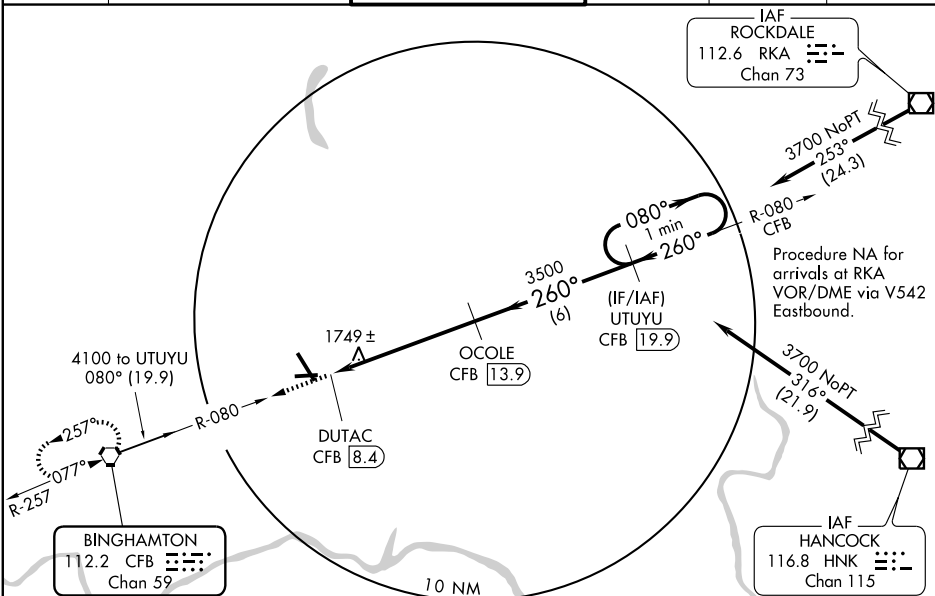 IAF
ROCKDALE
112.6 RKA
Chan 73
3700 NoPT
253°
(24.3)
R-080
CFB
080°
1 min
260°
Procedure NA for
arrivals at RKA
VOR/DME via V542
Eastbound.
3500
260°
(6)
(IF/IAF)
UTUYU
CFB 19.9
1749 ±
OCOLE
CFB 13.9
3700 NoPT
316°
(21.9)
4100 to UTUYU
080° (19.9)
R-080
DUTAC
CFB 8.4
257°
077°
R-257
BINGHAMTON
112.2 CFB
Chan 59
10 NM
IAF
HANCOCK
116.8 HNK
Chan 115